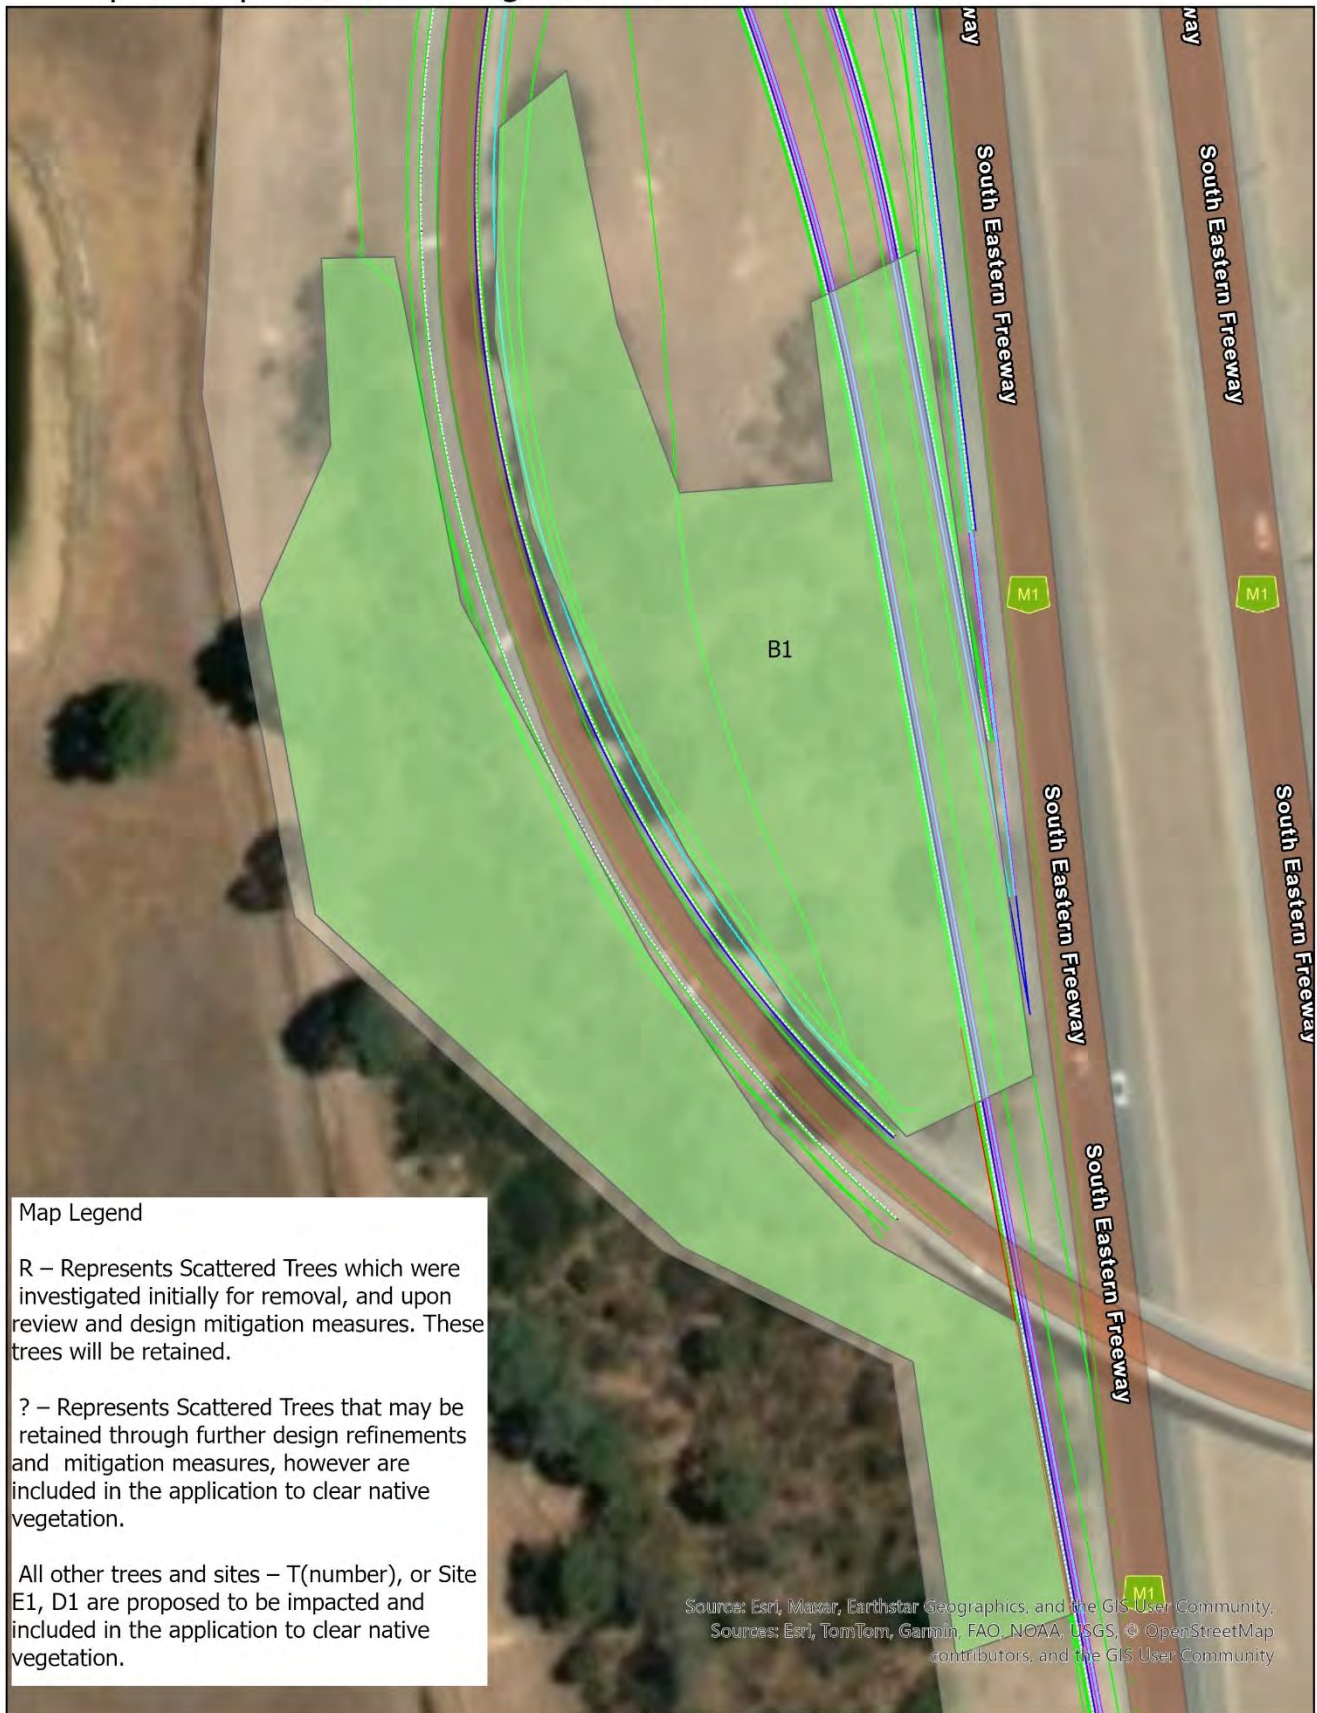 way
way
South Eastern Freeway
South Eastern Freeway
M1
M1
B1
South Eastern Freeway
South Eastern Freeway
South Eastern Freeway
Map Legend
R – Represents Scattered Trees which were
investigated initially for removal, and upon
review and design mitigation measures. These
trees will be retained.
? – Represents Scattered Trees that may be
retained through further design refinements
and mitigation measures, however are
included in the application to clear native
vegetation.
All other trees and sites – T(number), or Site
E1, D1 are proposed to be impacted and
included in the application to clear native
vegetation.
M1
Source: Esri, Maxar, Earthstar Geographics, and the GIS User Community,
Sources: Esri, TomTom, Garmin, FAO, NOAA, USGS, © OpenStreetMap
contributors, and the GIS User Community